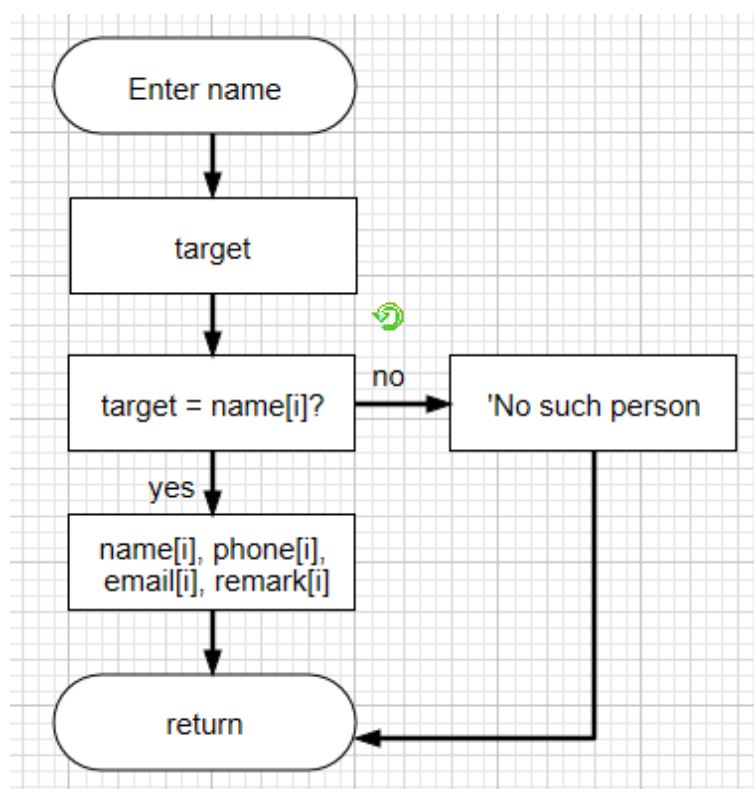 Enter name
target
target = name[i]?
no
'No such person
yes
name[i], phone[i],
email[i], remark[i]
return